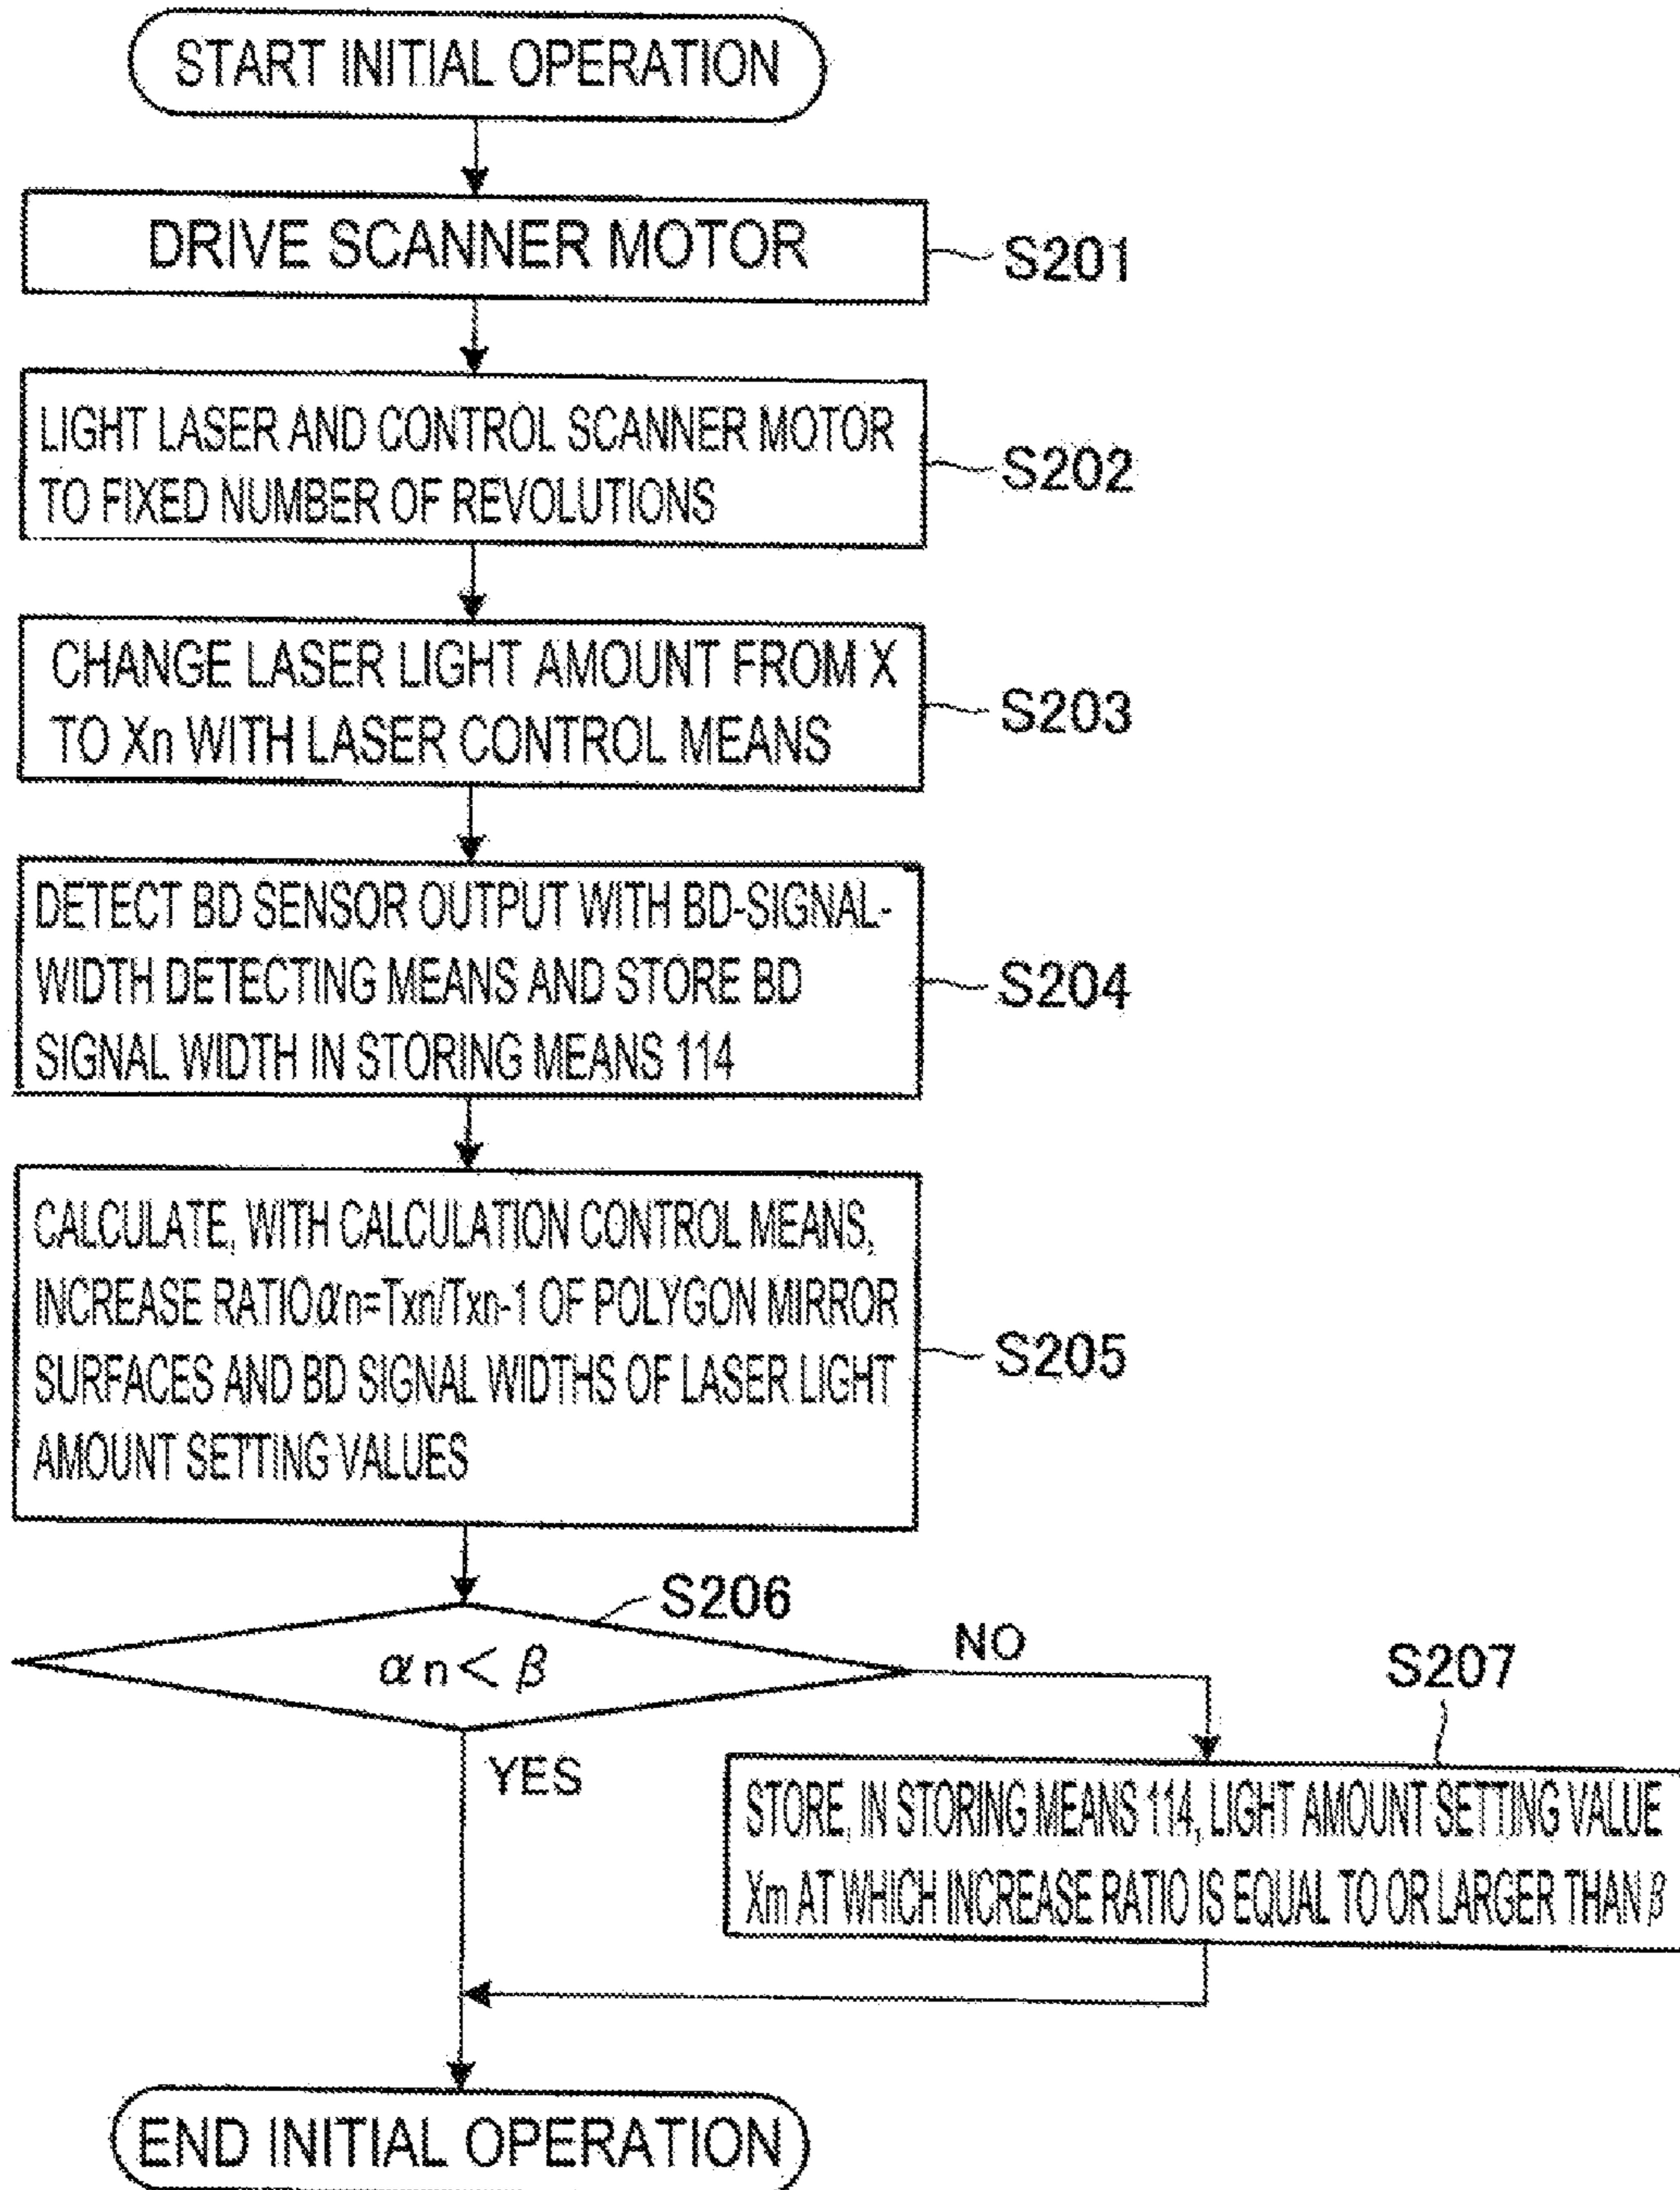 START INITIAL OPERATION
DRIVE SCANNER MOTOR
S201
LIGHT LASER AND CONTROL SCANNER MOTOR
TO FIXED NUMBER OF REVOLUTIONS
S202
CHANGE LASER LIGHT AMOUNT FROM X
TO Xn WITH LASER CONTROL MEANS
S203
DETECT BD SENSOR OUTPUT WITH BD-SIGNAL-
WIDTH DETECTING MEANS AND STORE BD
SIGNAL WIDTH IN STORING MEANS 114
S204
CALCULATE, WITH CALCULATION CONTROL MEANS,
INCREASE RATIO αn=Txn/Txn-1 OF POLYGON MIRROR
SURFACES AND BD SIGNAL WIDTHS OF LASER LIGHT
AMOUNT SETTING VALUES
S205
S206
αn < β
NO
YES
S207
STORE, IN STORING MEANS 114, LIGHT AMOUNT SETTING VALUE
Xm AT WHICH INCREASE RATIO IS EQUAL TO OR LARGER THAN β
END INITIAL OPERATION